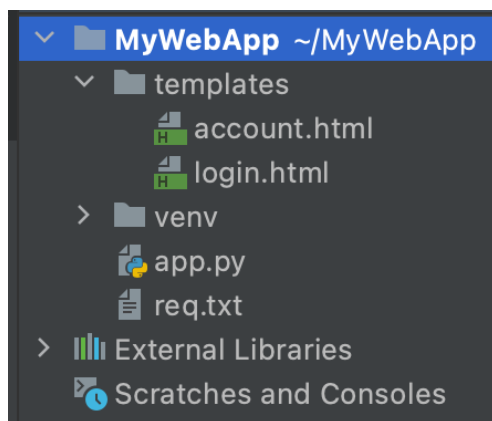 MyWebApp ~/MyWebApp
templates
account.html
login.html
venv
app.py
req.txt
External Libraries
Scratches and Consoles